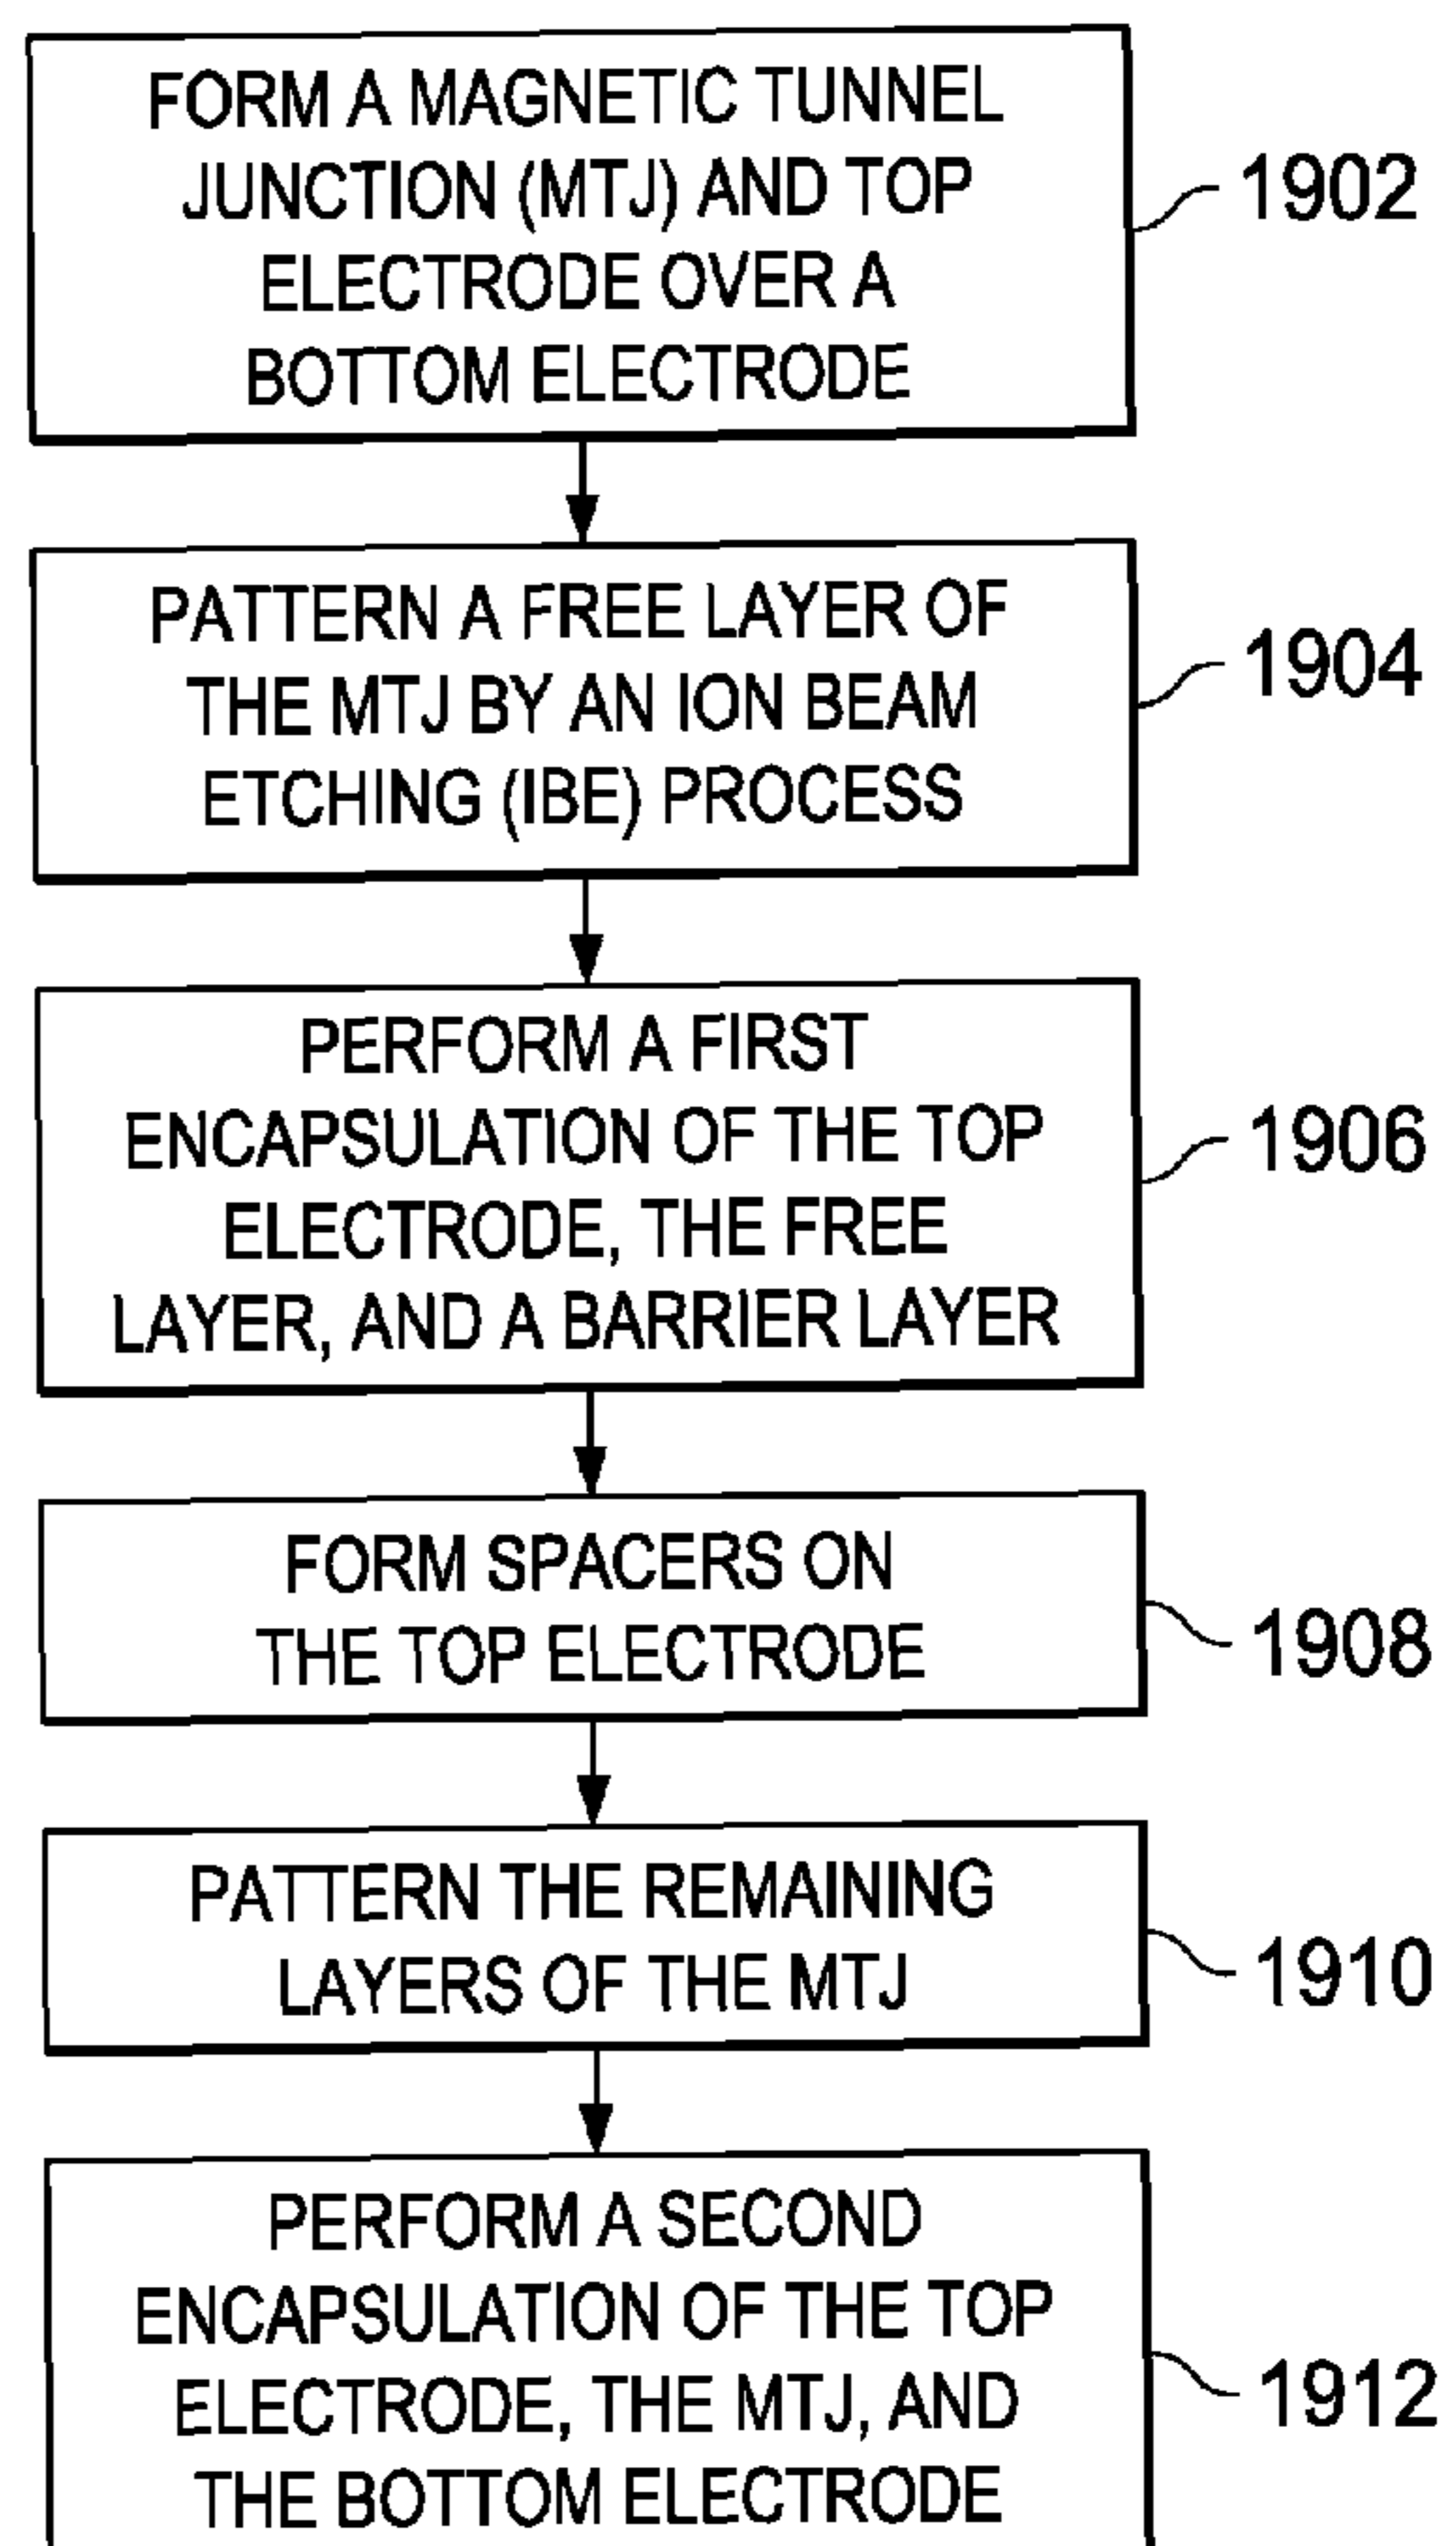 FORM A MAGNETIC TUNNEL
JUNCTION (MTJ) AND TOP
ELECTRODE OVER A
BOTTOM ELECTRODE
1902
PATTERN A FREE LAYER OF
THE MTJ BY AN ION BEAM
ETCHING (IBE) PROCESS
1904
PERFORM A FIRST
ENCAPSULATION OF THE TOP
ELECTRODE, THE FREE
LAYER, AND A BARRIER LAYER
1906
FORM SPACERS ON
THE TOP ELECTRODE
1908
PATTERN THE REMAINING
LAYERS OF THE MTJ
1910
PERFORM A SECOND
ENCAPSULATION OF THE TOP
ELECTRODE, THE MTJ, AND
THE BOTTOM ELECTRODE
1912